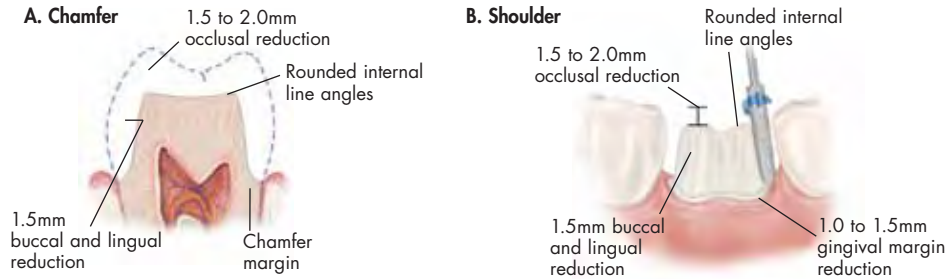 A. Chamfer
1.5 to 2.0mm
occlusal reduction
Rounded internal
line angles
1.5mm
buccal and lingual
reduction
Chamfer
margin
B. Shoulder
Rounded internal
line angles
1.5 to 2.0mm
occlusal reduction
1.5mm buccal
and lingual
reduction
1.0 to 1.5mm
gingival margin
reduction